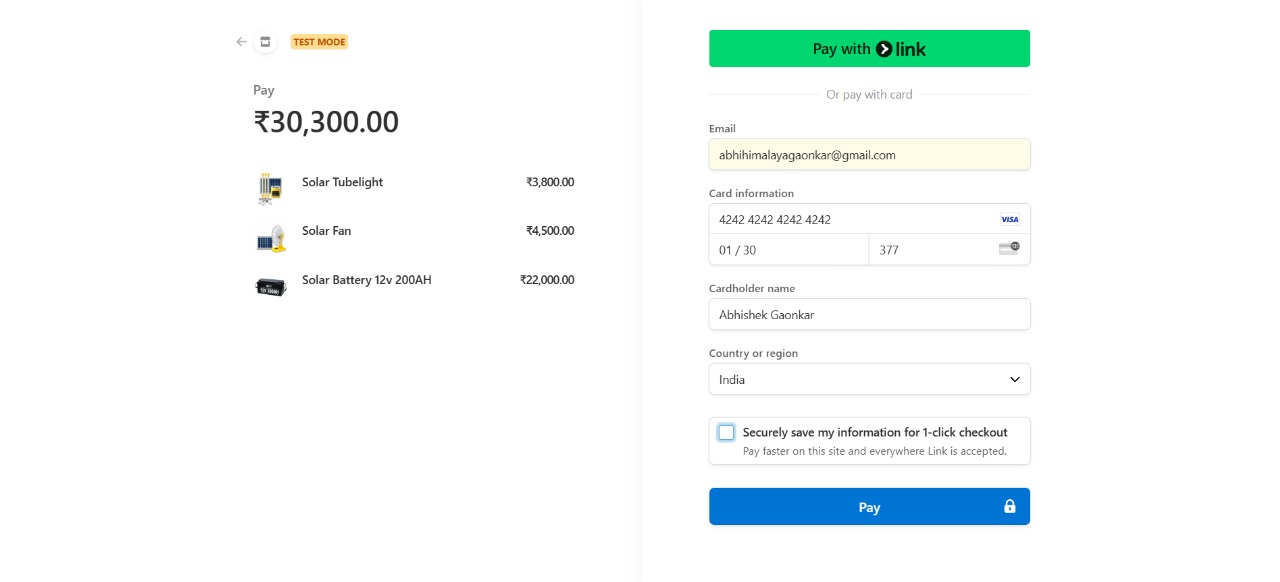 TEST MODE
Pay
₹30,300.00
Solar Tubelight ₹3,800.00
Solar Fan ₹4,500.00
Solar Battery 12v 200AH ₹22,000.00
Pay with link
Or pay with card
Email
abhihimalayagaonkar@gmail.com
Card information
4242 4242 4242 4242 VISA
01 / 30 377
Cardholder name
Abhishek Gaonkar
Country or region
India
Securely save my information for 1-click checkout
Pay faster on this site and everywhere Link is accepted.
Pay